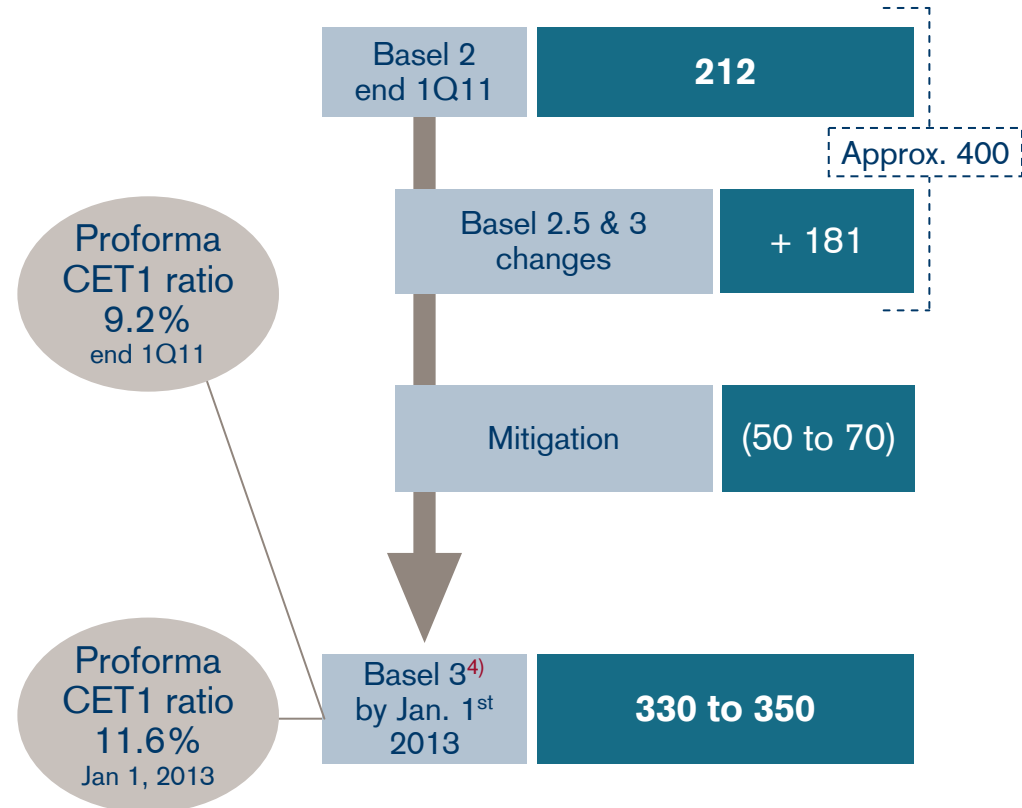 Basel 2
end 1Q11
212
Approx. 400
Basel 2.5 & 3
changes
+ 181
Proforma
CET1 ratio
9.2%
end 1Q11
Mitigation
(50 to 70)
Proforma
CET1 ratio
11.6%
Jan 1, 2013
Basel 3⁴⁾
by Jan. 1ˢᵗ
2013
330 to 350